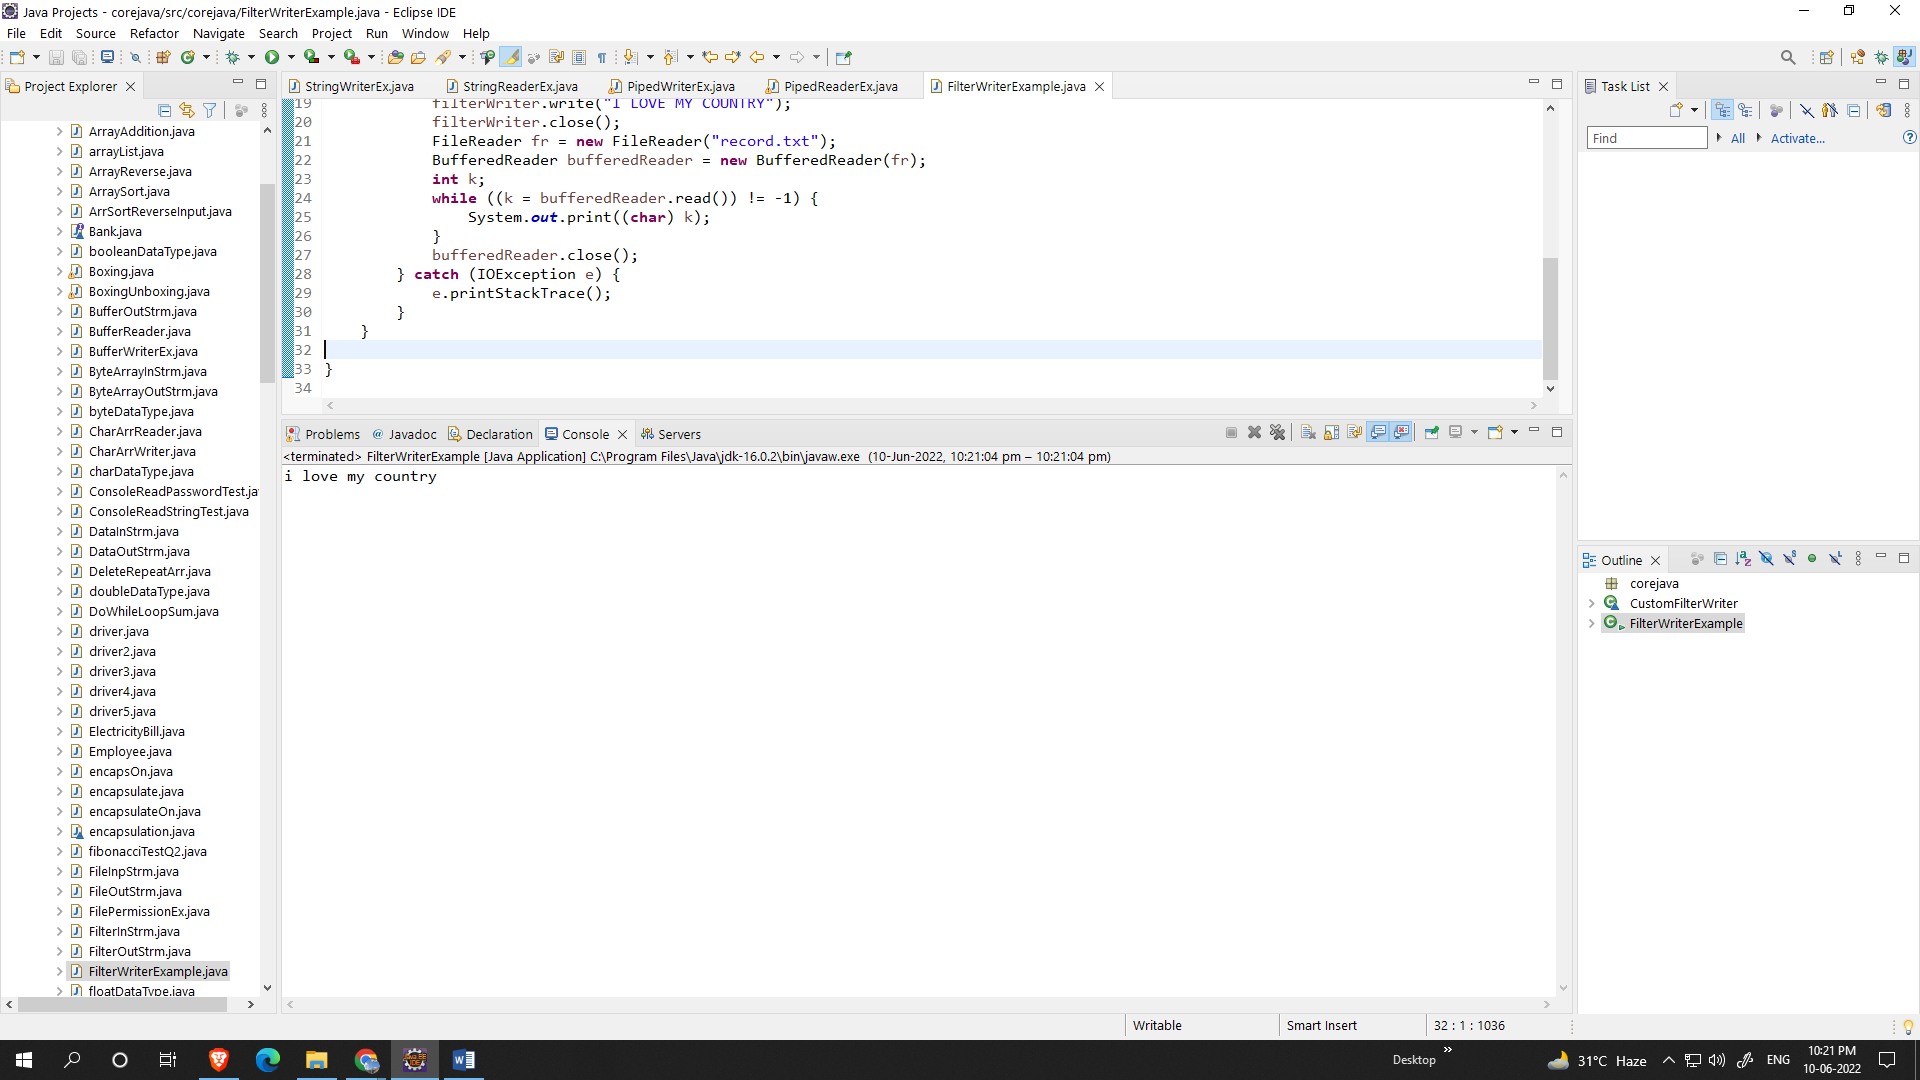 Java Projects - corejava/src/corejava/FilterWriterExample.java - Eclipse IDE
File Edit Source Refactor Navigate Search Project Run Window Help
Project Explorer
ArrayAddition.java
arrayList.java
ArrayReverse.java
ArraySort.java
ArrSortReverseInput.java
Bank.java
booleanDataType.java
Boxing.java
BoxingUnboxing.java
BufferOutStrm.java
BufferReader.java
BufferWriterEx.java
ByteArrayInStrm.java
ByteArrayOutStrm.java
byteDataType.java
CharArrReader.java
CharArrWriter.java
charDataType.java
ConsoleReadPasswordTest.ja
ConsoleReadStringTest.java
DataInStrm.java
DataOutStrm.java
DeleteRepeatArr.java
doubleDataType.java
DoWhileLoopSum.java
driver.java
driver2.java
driver3.java
driver4.java
driver5.java
ElectricityBill.java
Employee.java
encapsOn.java
encapsulate.java
encapsulateOn.java
encapsulation.java
fibonacciTestQ2.java
FileInpStrm.java
FileOutStrm.java
FilePermissionEx.java
FilterInStrm.java
FilterOutStrm.java
FilterWriterExample.java
floatDataType.java
StringWriterEx.java StringReaderEx.java PipedWriterEx.java PipedReaderEx.java FilterWriterExample.java
19 filterWriter.write("I LOVE MY COUNTRY");
20 filterWriter.close();
21 FileReader fr = new FileReader("record.txt");
22 BufferedReader bufferedReader = new BufferedReader(fr);
23 int k;
24 while ((k = bufferedReader.read()) != -1) {
25 System.out.print((char) k);
26 }
27 bufferedReader.close();
28 } catch (IOException e) {
29 e.printStackTrace();
30 }
31 }
32
33 }
34
Problems @ Javadoc Declaration Console Servers
<terminated> FilterWriterExample [Java Application] C:\Program Files\Java\jdk-16.0.2\bin\javaw.exe (10-Jun-2022, 10:21:04 pm – 10:21:04 pm)
i love my country
Task List
Find All Activate...
Outline
corejava
CustomFilterWriter
FilterWriterExample
Writable Smart Insert 32 : 1 : 1036
Desktop 31°C Haze ENG 10:21 PM
10-06-2022